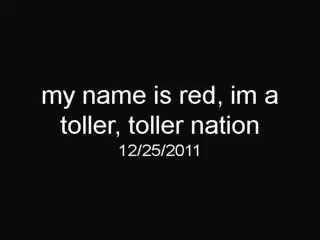 my name is red, im a
toller, toller nation
12/25/2011